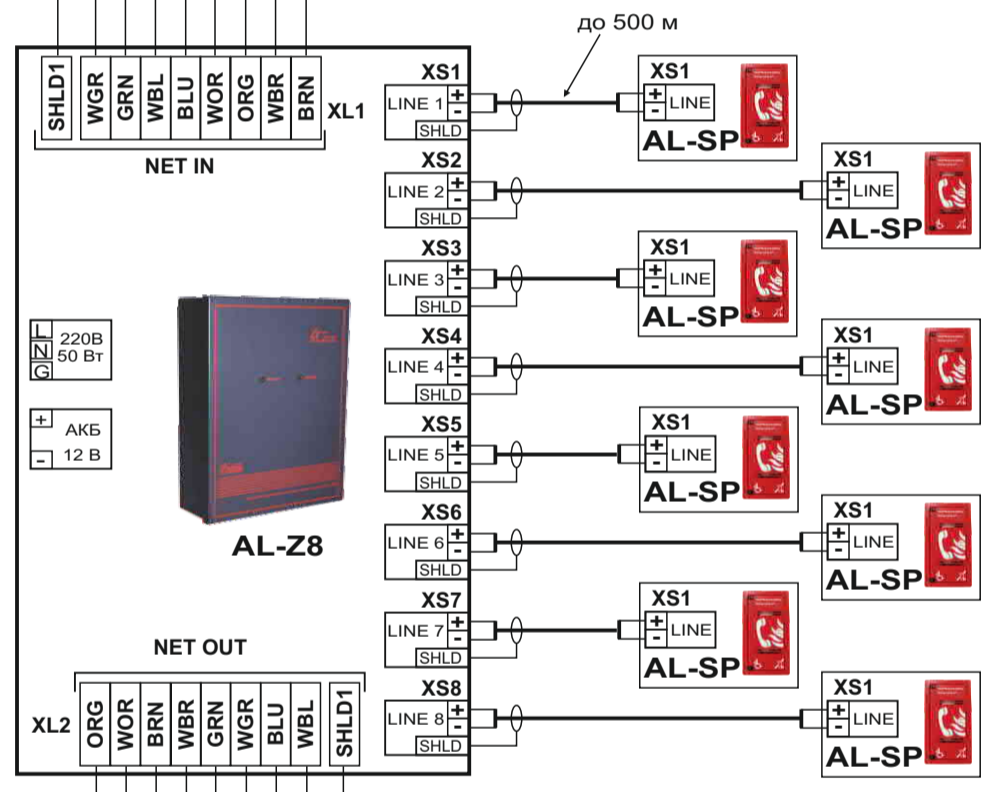 до 500 м
SHLD1
WGR
GRN
WBL
BLU
WOR
ORG
WBR
BRN
XL1
NET IN
XS1
LINE 1 + -
SHLD
XS1
+ - LINE
AL-SP
XS2
LINE 2 + -
SHLD
XS1
+ - LINE
AL-SP
XS3
LINE 3 + -
SHLD
XS1
+ - LINE
AL-SP
XS4
LINE 4 + -
SHLD
XS1
+ - LINE
AL-SP
L
N
G
220В
50 Вт
+
-
АКБ
12 В
XS5
LINE 5 + -
SHLD
XS1
+ - LINE
AL-SP
AL-Z8
XS6
LINE 6 + -
SHLD
XS1
+ - LINE
AL-SP
XS7
LINE 7 + -
SHLD
XS1
+ - LINE
AL-SP
XS8
LINE 8 + -
SHLD
XS1
+ - LINE
AL-SP
NET OUT
XL2
ORG
WOR
BRN
WBR
GRN
WGR
BLU
WBL
SHLD1